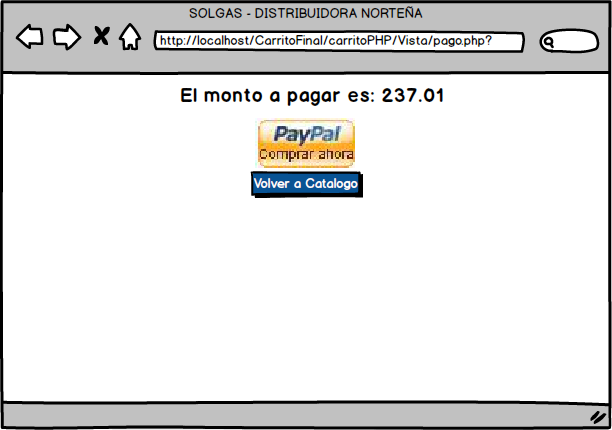 SOLGAS - DISTRIBUIDORA NORTEÑA
http://localhost/CarritoFinal/carritoPHP/Vista/pago.php?
El monto a pagar es: 237.01
PayPal
Comprar ahora
Volver a Catalogo